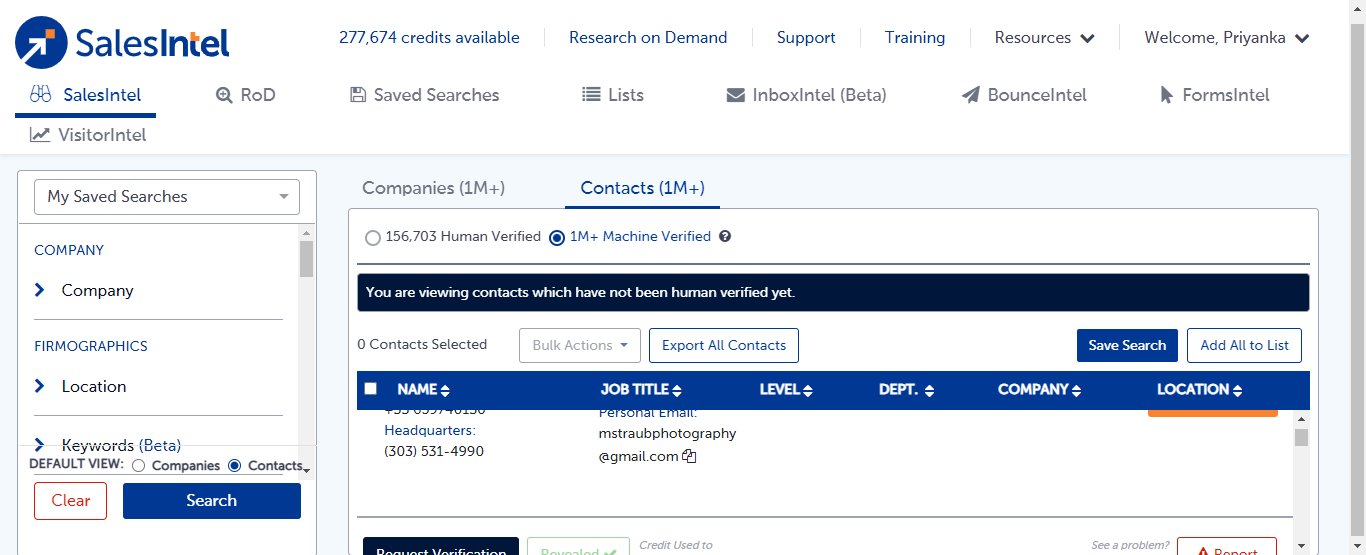 SalesIntel
277,674 credits available
Research on Demand
Support
Training
Resources
Welcome, Priyanka
SalesIntel
RoD
Saved Searches
Lists
InboxIntel (Beta)
BounceIntel
FormsIntel
VisitorIntel
My Saved Searches
COMPANY
Company
FIRMOGRAPHICS
Location
Keywords (Beta)
DEFAULT VIEW: Companies Contacts
Clear
Search
Companies (1M+)
Contacts (1M+)
156,703 Human Verified
1M+ Machine Verified
You are viewing contacts which have not been human verified yet.
0 Contacts Selected
Bulk Actions
Export All Contacts
Save Search
Add All to List
NAME
JOB TITLE
LEVEL
DEPT.
COMPANY
LOCATION
Headquarters:
(303) 531-4990
Personal Email:
mstraubphotography
@gmail.com
Request Verification
Revealed
Credit Used to
See a problem?
Report